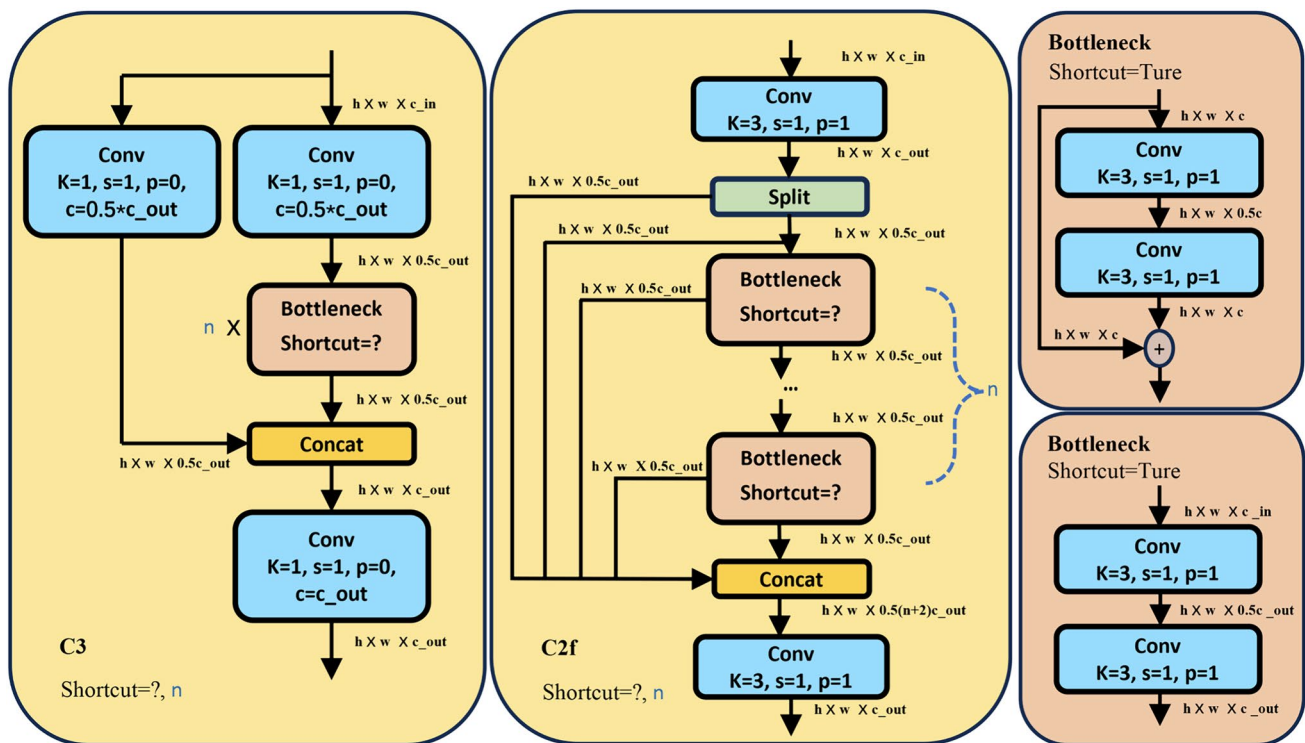 h X w X c_in
Conv
K=1, s=1, p=0,
c=0.5*c_out
Conv
K=1, s=1, p=0,
c=0.5*c_out
h X w X 0.5c_out
n X
Bottleneck
Shortcut=?
h X w X 0.5c_out
Concat
h X w X 0.5c_out
h X w X c_out
Conv
K=1, s=1, p=0,
c=c_out
h X w X c_out
C3
Shortcut=?, n
h X w X c_in
Conv
K=3, s=1, p=1
h X w X c_out
h X w X 0.5c_out
Split
h X w X 0.5c_out
h X w X 0.5c_out
Bottleneck
Shortcut=?
h X w X 0.5c_out
h X w X 0.5c_out
...
n
h X w X 0.5c_out
Bottleneck
Shortcut=?
h X w X 0.5c_out
h X w X 0.5c_out
Concat
h X w X 0.5(n+2)c_out
Conv
K=3, s=1, p=1
h X w X c_out
C2f
Shortcut=?, n
Bottleneck
Shortcut=Ture
h X w X c
Conv
K=3, s=1, p=1
h X w X 0.5c
Conv
K=3, s=1, p=1
h X w X c
h X w X c
+
Bottleneck
Shortcut=Ture
h X w X c_in
Conv
K=3, s=1, p=1
h X w X 0.5c_out
Conv
K=3, s=1, p=1
h X w X c_out